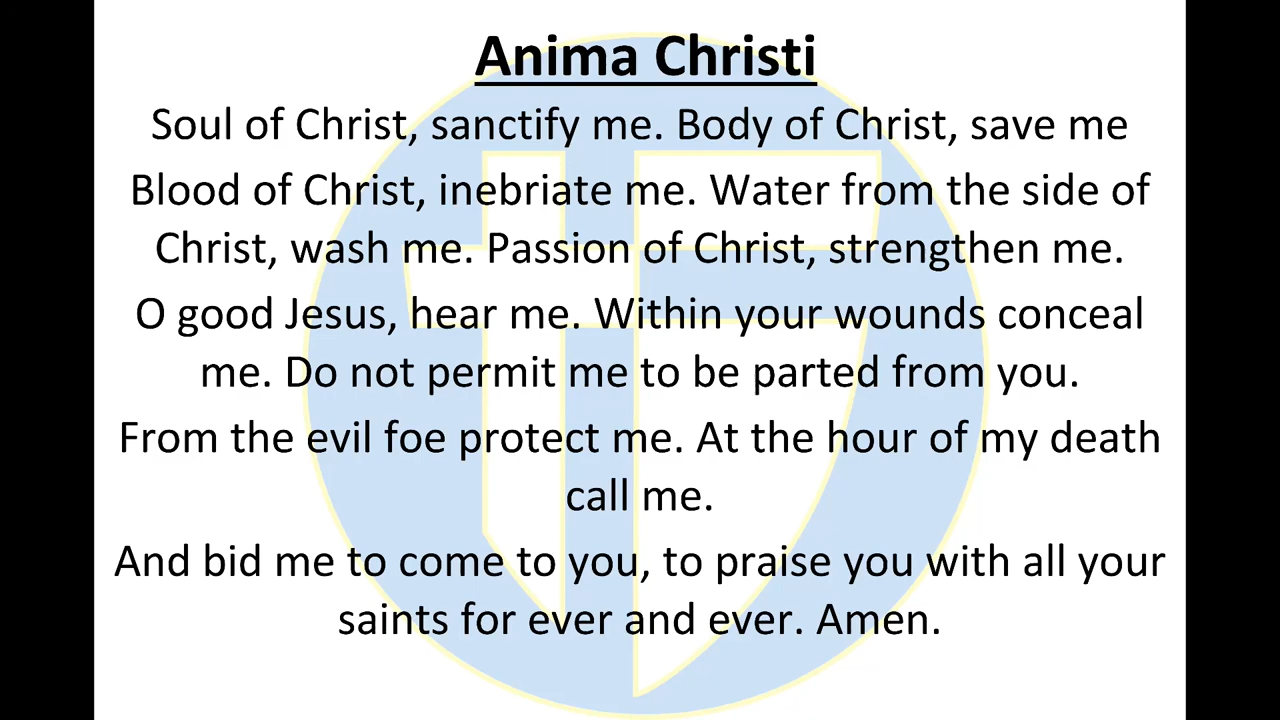 Anima Christi
Soul of Christ, sanctify me. Body of Christ, save me
Blood of Christ, inebriate me. Water from the side of
Christ, wash me. Passion of Christ, strengthen me.
O good Jesus, hear me. Within your wounds conceal
me. Do not permit me to be parted from you.
From the evil foe protect me. At the hour of my death
call me.
And bid me to come to you, to praise you with all your
saints for ever and ever. Amen.